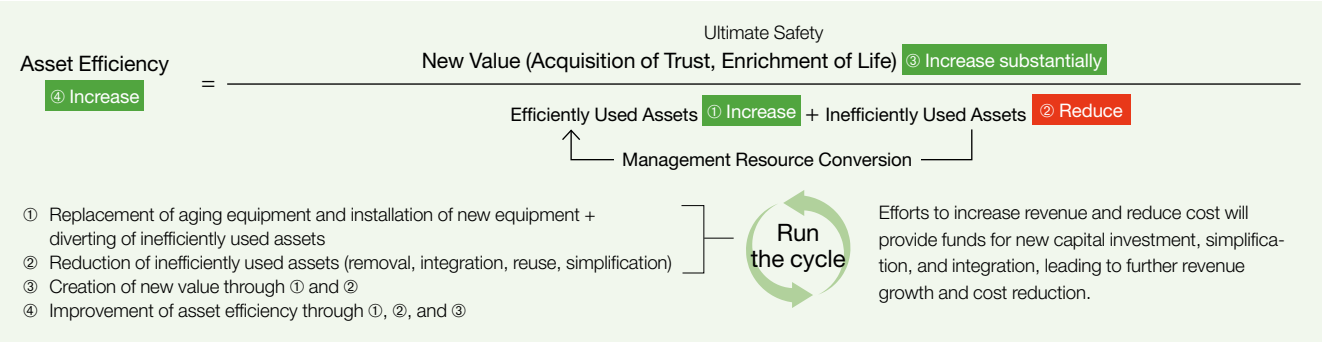 Ultimate Safety
New Value (Acquisition of Trust, Enrichment of Life) ③ Increase substantially
Asset Efficiency
④ Increase
=
Efficiently Used Assets ① Increase + Inefficiently Used Assets ② Reduce
Management Resource Conversion
① Replacement of aging equipment and installation of new equipment +
diverting of inefficiently used assets
② Reduction of inefficiently used assets (removal, integration, reuse, simplification)
③ Creation of new value through ① and ②
④ Improvement of asset efficiency through ①, ②, and ③
Run
the cycle
Efforts to increase revenue and reduce cost will
provide funds for new capital investment, simplifica-
tion, and integration, leading to further revenue
growth and cost reduction.